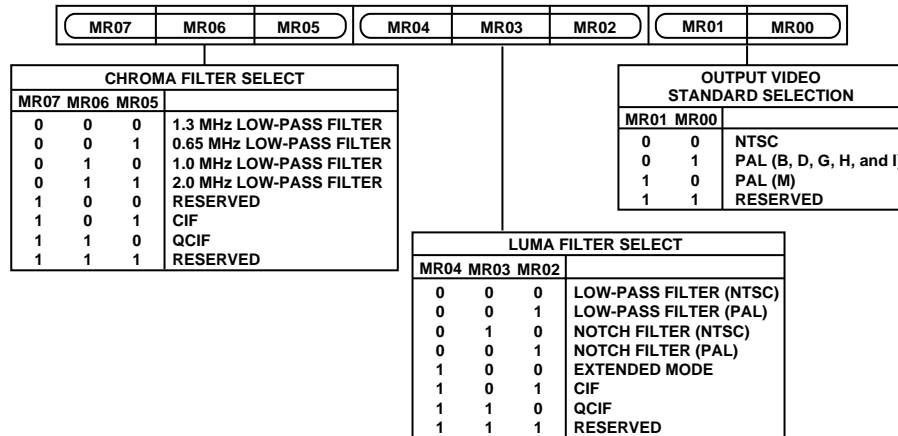 MR07 MR06 MR05 MR04 MR03 MR02 MR01 MR00
CHROMA FILTER SELECT
MR07 MR06 MR05
0 0 0 1.3 MHz LOW-PASS FILTER
0 0 1 0.65 MHz LOW-PASS FILTER
0 1 0 1.0 MHz LOW-PASS FILTER
0 1 1 2.0 MHz LOW-PASS FILTER
1 0 0 RESERVED
1 0 1 CIF
1 1 0 QCIF
1 1 1 RESERVED
OUTPUT VIDEO
STANDARD SELECTION
MR01 MR00
0 0 NTSC
0 1 PAL (B, D, G, H, and I)
1 0 PAL (M)
1 1 RESERVED
LUMA FILTER SELECT
MR04 MR03 MR02
0 0 0 LOW-PASS FILTER (NTSC)
0 0 1 LOW-PASS FILTER (PAL)
0 1 0 NOTCH FILTER (NTSC)
0 0 1 NOTCH FILTER (PAL)
1 0 0 EXTENDED MODE
1 0 1 CIF
1 1 0 QCIF
1 1 1 RESERVED